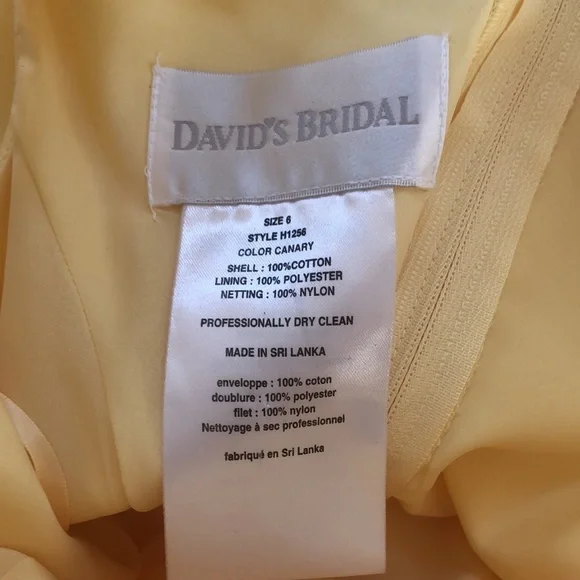 DAVID'S BRIDAL
SIZE 6
STYLE H1256
COLOR CANARY
SHELL : 100%COTTON
LINING : 100% POLYESTER
NETTING : 100% NYLON
PROFESSIONALLY DRY CLEAN
MADE IN SRI LANKA
enveloppe : 100% coton
doublure : 100% polyester
filet : 100% nylon
Nettoyage à sec professionnel
fabriqué en Sri Lanka